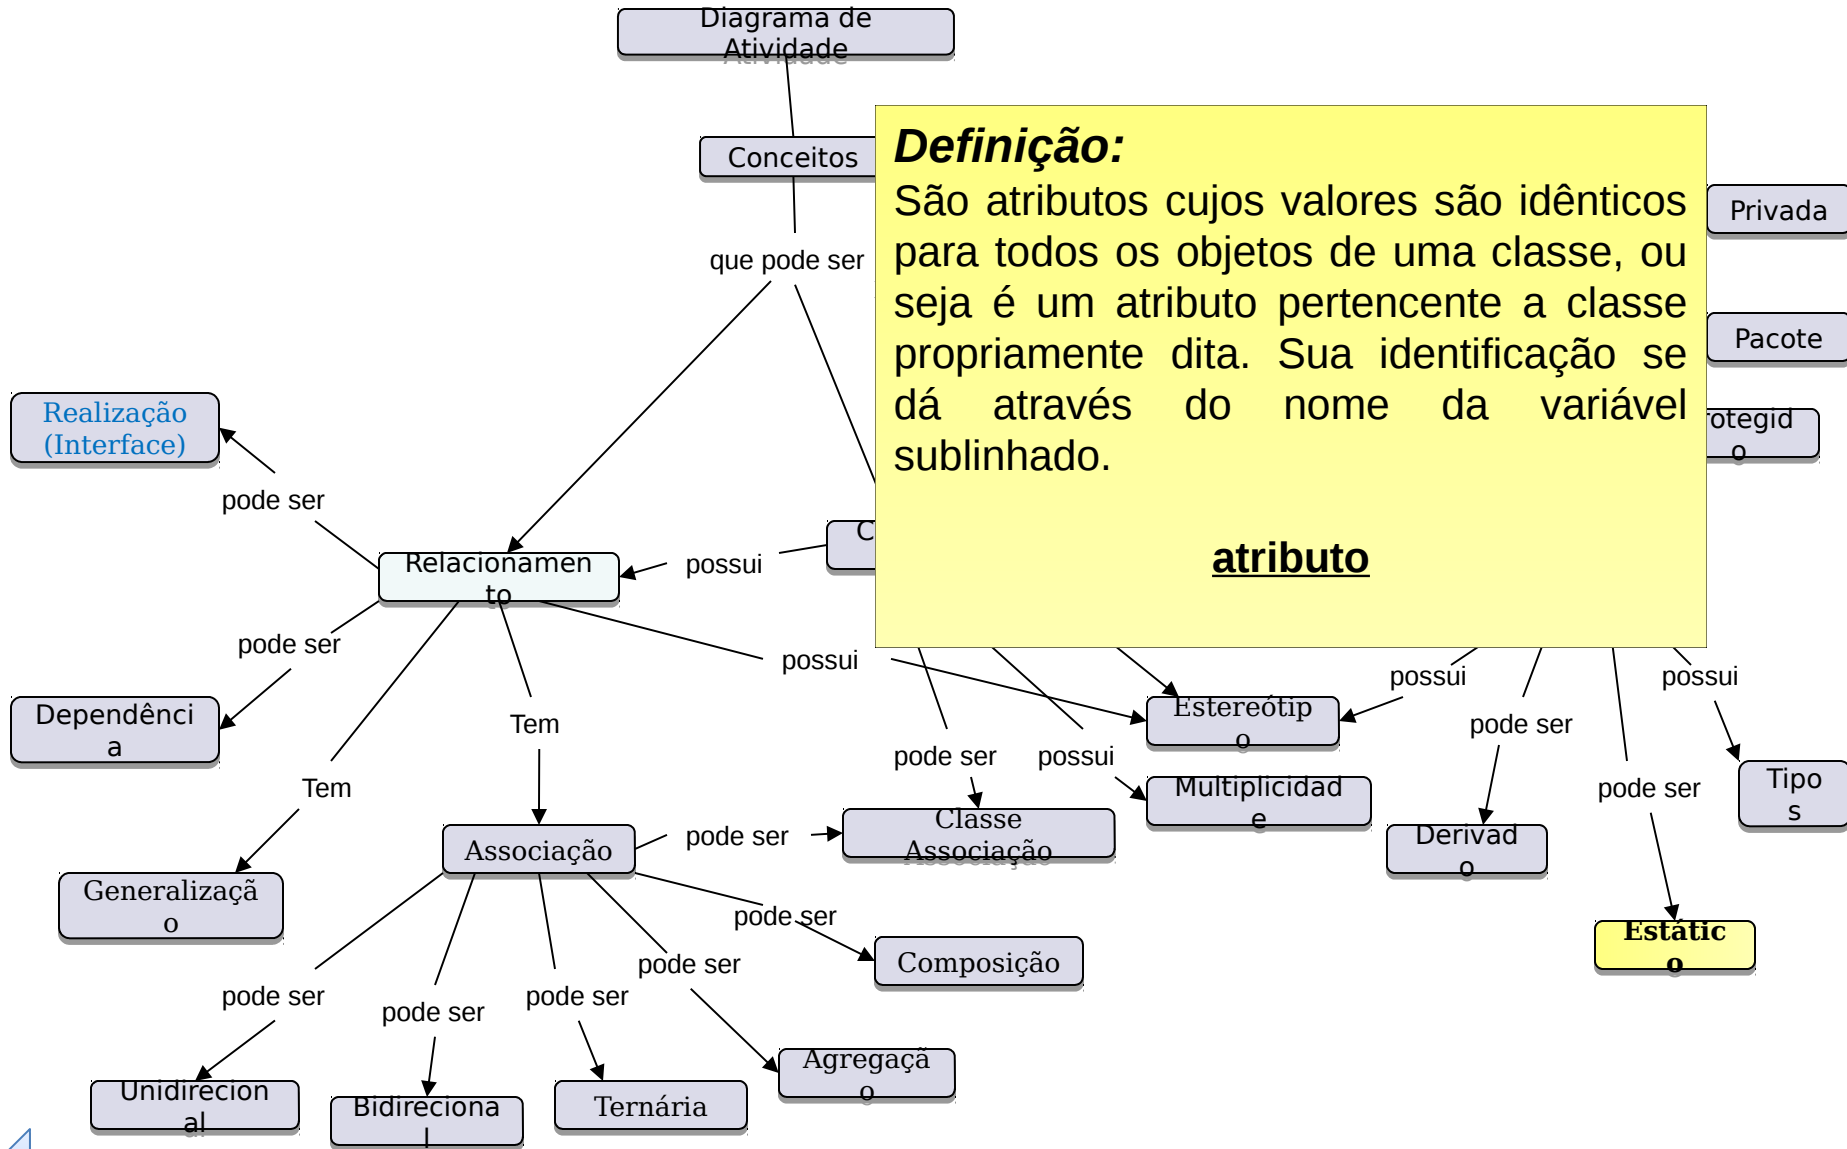 Diagrama de
Atividade
Conceitos
que pode ser
Definição:
São atributos cujos valores são idênticos
para todos os objetos de uma classe, ou
seja é um atributo pertencente a classe
propriamente dita. Sua identificação se
dá através do nome da variável
sublinhado.
atributo
Privada
Pacote
rotegid
o
Realização
(Interface)
pode ser
Relacionamen
to
possui
C
pode ser
possui
Dependênci
a
Tem
Tem
Estereótip
o
possui
possui
pode ser
pode ser
possui
Multiplicidad
e
pode ser
Tipo
s
Associação
pode ser
Classe
Associação
Derivad
o
Generalizaçã
o
pode ser
Composição
Estátic
o
pode ser
pode ser
pode ser
pode ser
Agregaçã
o
Unidirecion
al
Bidireciona
l
Ternária